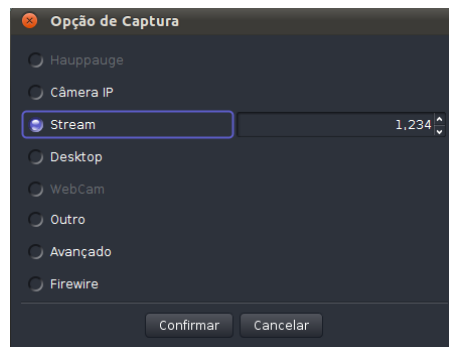 Opção de Captura
Hauppauge
Câmera IP
Stream 1,234
Desktop
WebCam
Outro
Avançado
Firewire
Confirmar Cancelar